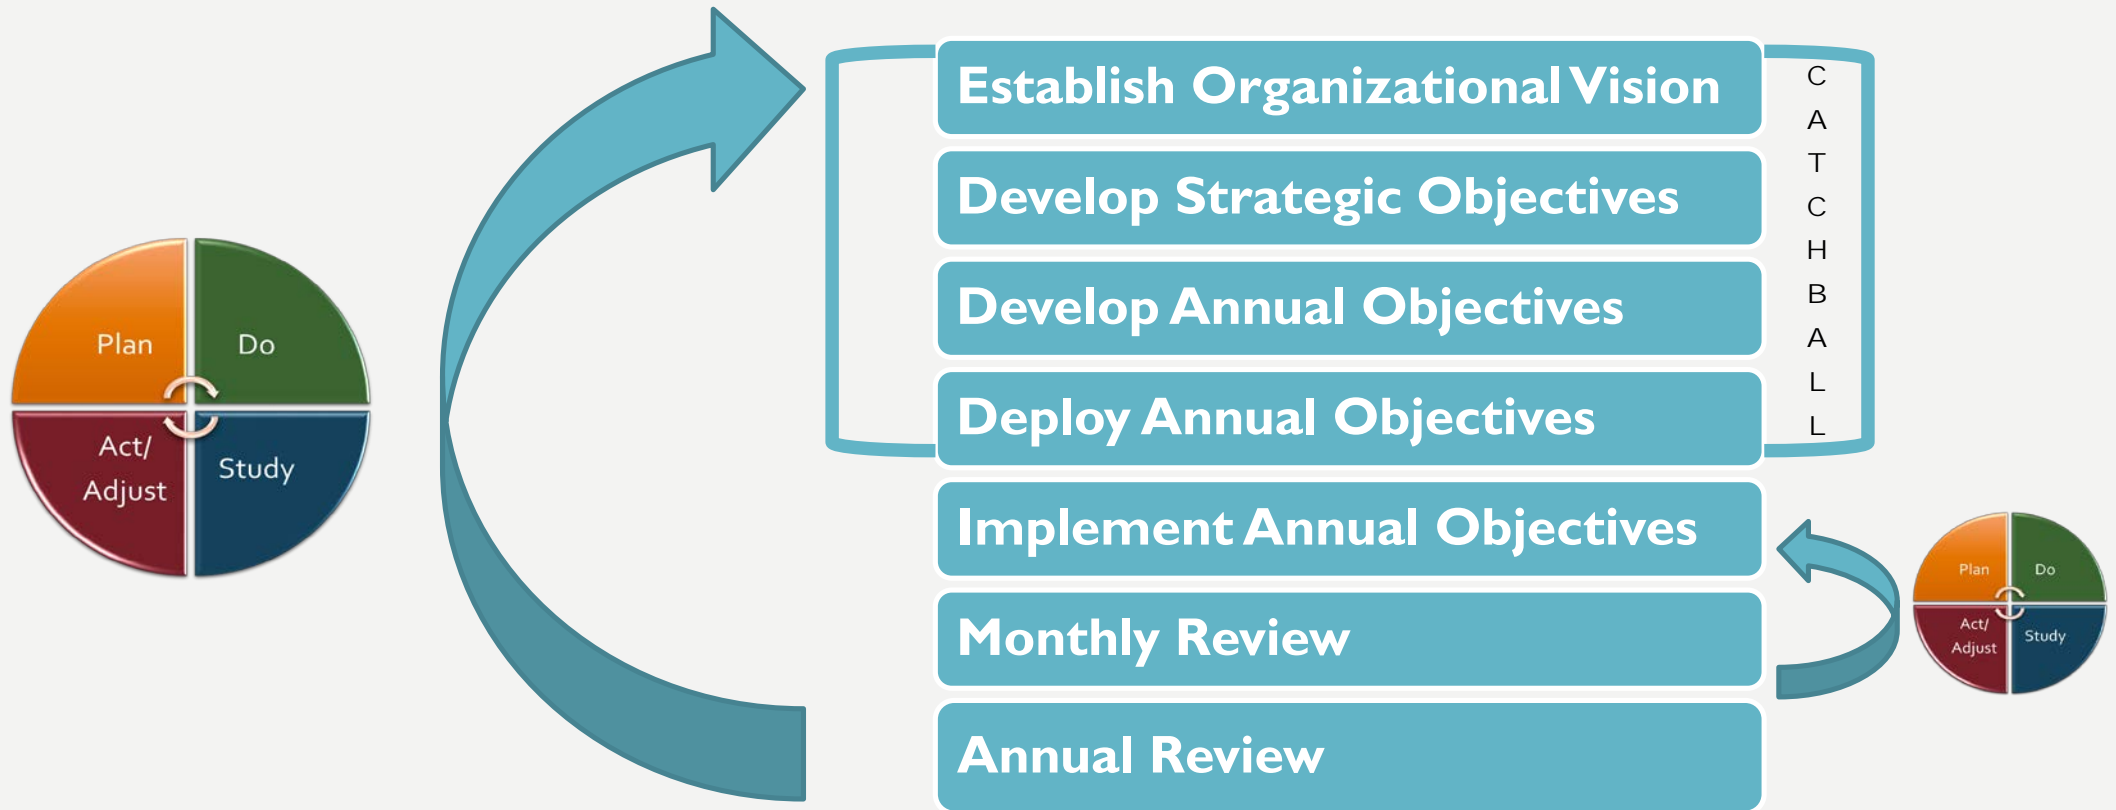 Plan
Do
Act/
Adjust
Study
Establish Organizational Vision
Develop Strategic Objectives
Develop Annual Objectives
Deploy Annual Objectives
Implement Annual Objectives
Monthly Review
Annual Review
C
A
T
C
H
B
A
L
L
Plan
Do
Act/
Adjust
Study